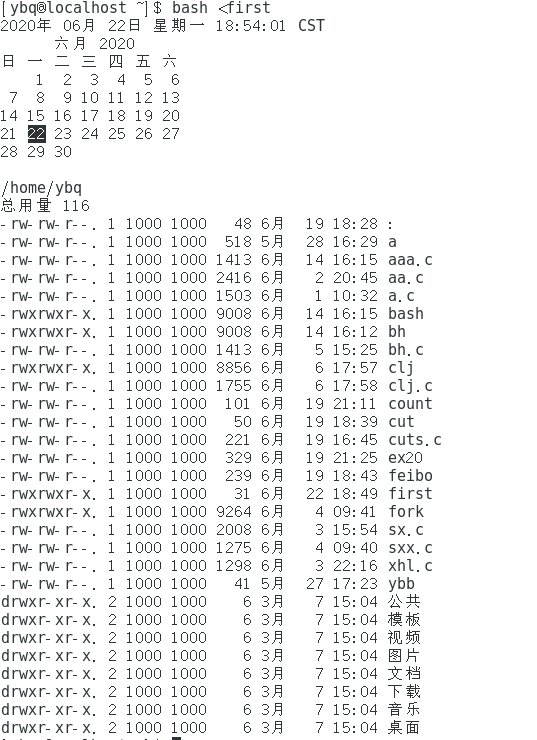 [ybq@localhost ~]$ bash <first
2020年 06月 22日 星期一 18:54:01 CST
六月 2020
日 一 二 三 四 五 六
1 2 3 4 5 6
7 8 9 10 11 12 13
14 15 16 17 18 19 20
21 22 23 24 25 26 27
28 29 30
/home/ybq
总用量 116
-rw-rw-r--. 1 1000 1000 48 6月 19 18:28 :
-rw-rw-r--. 1 1000 1000 518 5月 28 16:29 a
-rw-rw-r--. 1 1000 1000 1413 6月 14 16:15 aaa.c
-rw-rw-r--. 1 1000 1000 2416 6月 2 20:45 aa.c
-rw-rw-r--. 1 1000 1000 1503 6月 1 10:32 a.c
-rwxrwxr-x. 1 1000 1000 9008 6月 14 16:15 bash
-rwxrwxr-x. 1 1000 1000 9008 6月 14 16:12 bh
-rw-rw-r--. 1 1000 1000 1413 6月 5 15:25 bh.c
-rwxrwxr-x. 1 1000 1000 8856 6月 6 17:57 clj
-rw-rw-r--. 1 1000 1000 1755 6月 6 17:58 clj.c
-rw-rw-r--. 1 1000 1000 101 6月 19 21:11 count
-rw-rw-r--. 1 1000 1000 50 6月 19 18:39 cut
-rw-rw-r--. 1 1000 1000 221 6月 19 16:45 cuts.c
-rw-rw-r--. 1 1000 1000 329 6月 19 21:25 ex20
-rw-rw-r--. 1 1000 1000 239 6月 19 18:43 feibo
-rwxrwxr-x. 1 1000 1000 31 6月 22 18:49 first
-rwxrwxr-x. 1 1000 1000 9264 6月 4 09:41 fork
-rw-rw-r--. 1 1000 1000 2008 6月 3 15:54 sx.c
-rw-rw-r--. 1 1000 1000 1275 6月 4 09:40 sxx.c
-rw-rw-r--. 1 1000 1000 1298 6月 3 22:16 xhl.c
-rw-rw-r--. 1 1000 1000 41 5月 27 17:23 ybb
drwxr-xr-x. 2 1000 1000 6 3月 7 15:04 公共
drwxr-xr-x. 2 1000 1000 6 3月 7 15:04 模板
drwxr-xr-x. 2 1000 1000 6 3月 7 15:04 视频
drwxr-xr-x. 2 1000 1000 6 3月 7 15:04 图片
drwxr-xr-x. 2 1000 1000 6 3月 7 15:04 文档
drwxr-xr-x. 2 1000 1000 6 3月 7 15:04 下载
drwxr-xr-x. 2 1000 1000 6 3月 7 15:04 音乐
drwxr-xr-x. 2 1000 1000 6 3月 7 15:04 桌面